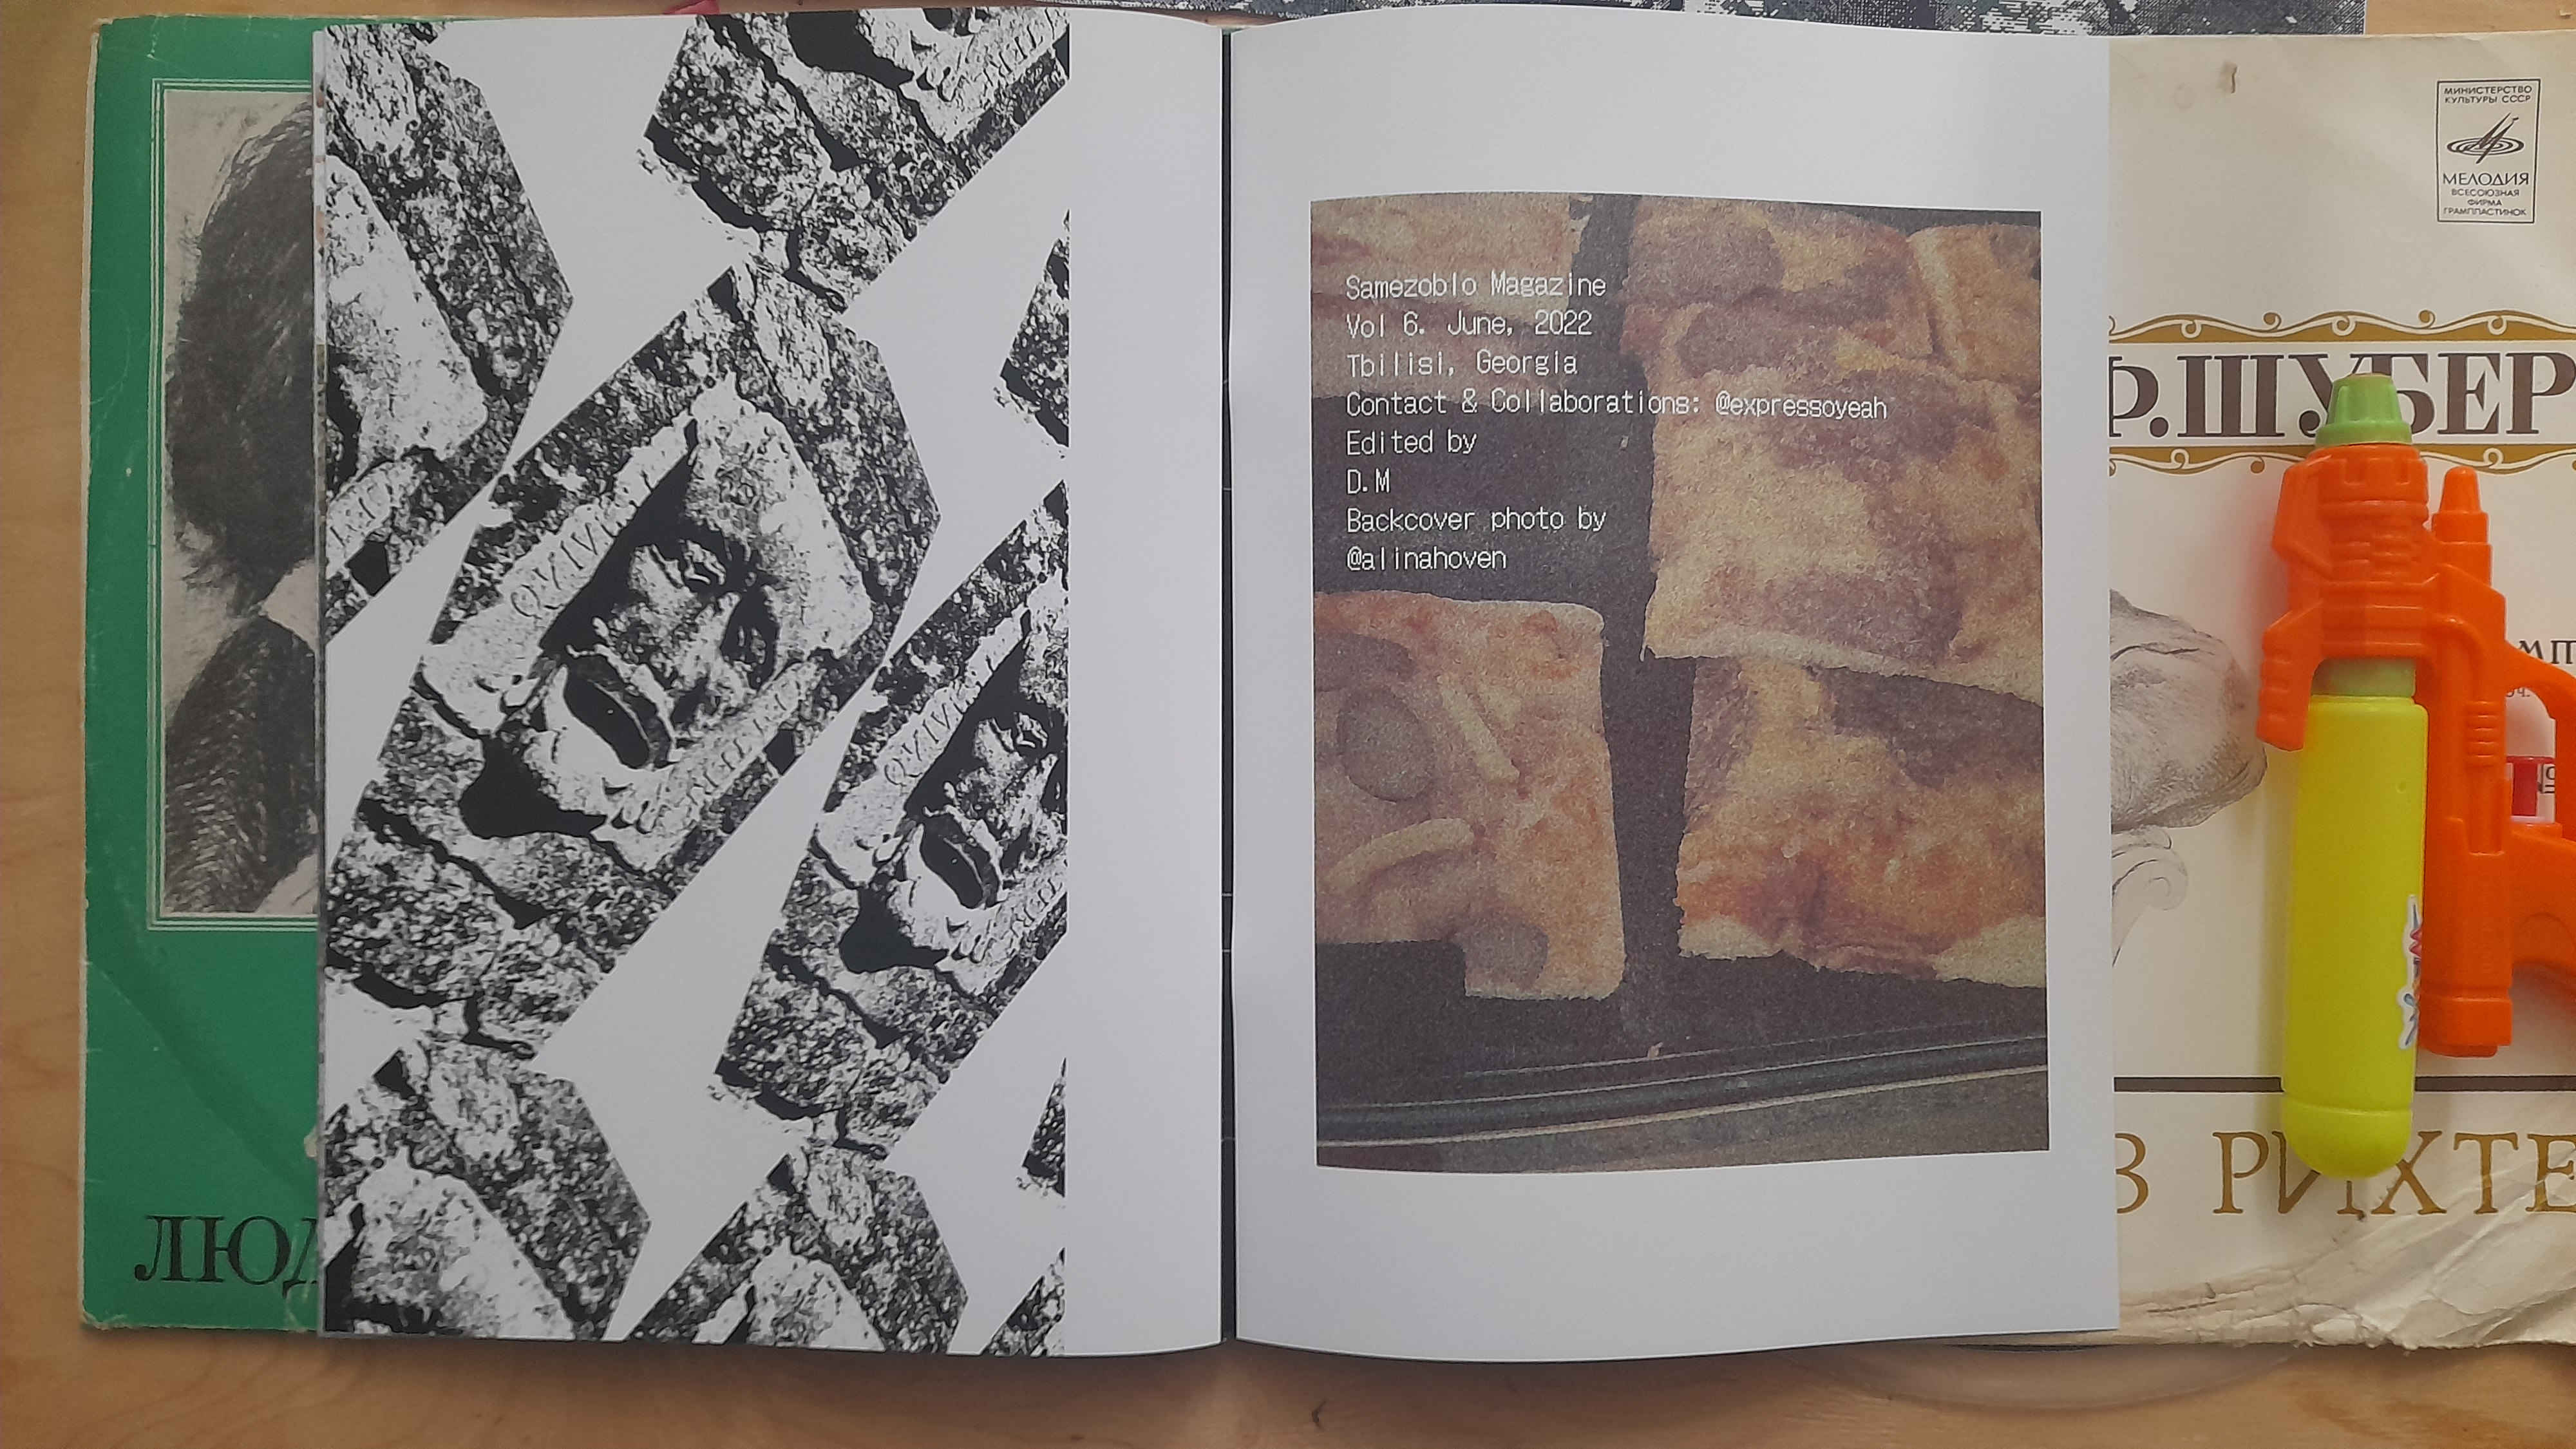 Samezoblo Magazine
Vol 6. June, 2022
Tbilisi, Georgia
Contact & Collaborations: @expressoyeah
Edited by
D.M
Backcover photo by
@alinahoven
ЛЮД
МИНИСТЕРСТВО
КУЛЬТУРЫ СССР
МЕЛОДИЯ
ВСЕСОЮЗНАЯ
ФИРМА
ГРАМПЛАСТИНОК
Ф.ШУБЕР
МП
В РИХТЕ